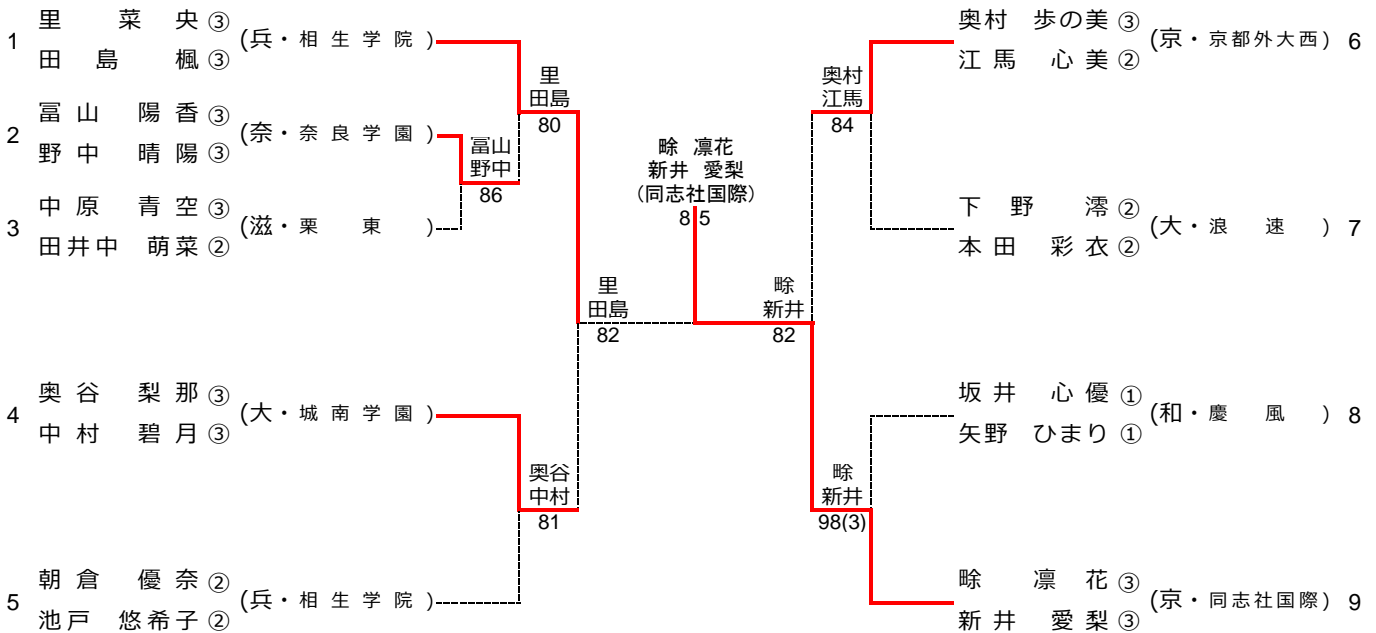 1 里 菜 央 ③ (兵・相生学院)
田 島 楓 ③
2 冨 山 陽 香 ③ (奈・奈良学園)
野 中 晴 陽 ③
3 中 原 青 空 ③ (滋・栗 東)
田井中 萌菜 ②
4 奥 谷 梨 那 ③ (大・城南学園)
中 村 碧 月 ③
5 朝 倉 優 奈 ② (兵・相生学院)
池戸 悠希子 ②
里
田島
80
冨山
野中
86
里
田島
82
奥谷
中村
81
畭 凛花
新井 愛梨
(同志社国際)
8 5
奥村
江馬
84
畭
新井
82
畭
新井
98(3)
奥村 歩の美 ③ (京・京都外大西) 6
江 馬 心 美 ②
下 野 澪 ② (大・浪 速) 7
本 田 彩 衣 ②
坂 井 心 優 ① (和・慶 風) 8
矢野 ひまり ①
畭 凛 花 ③ (京・同志社国際) 9
新 井 愛 梨 ③